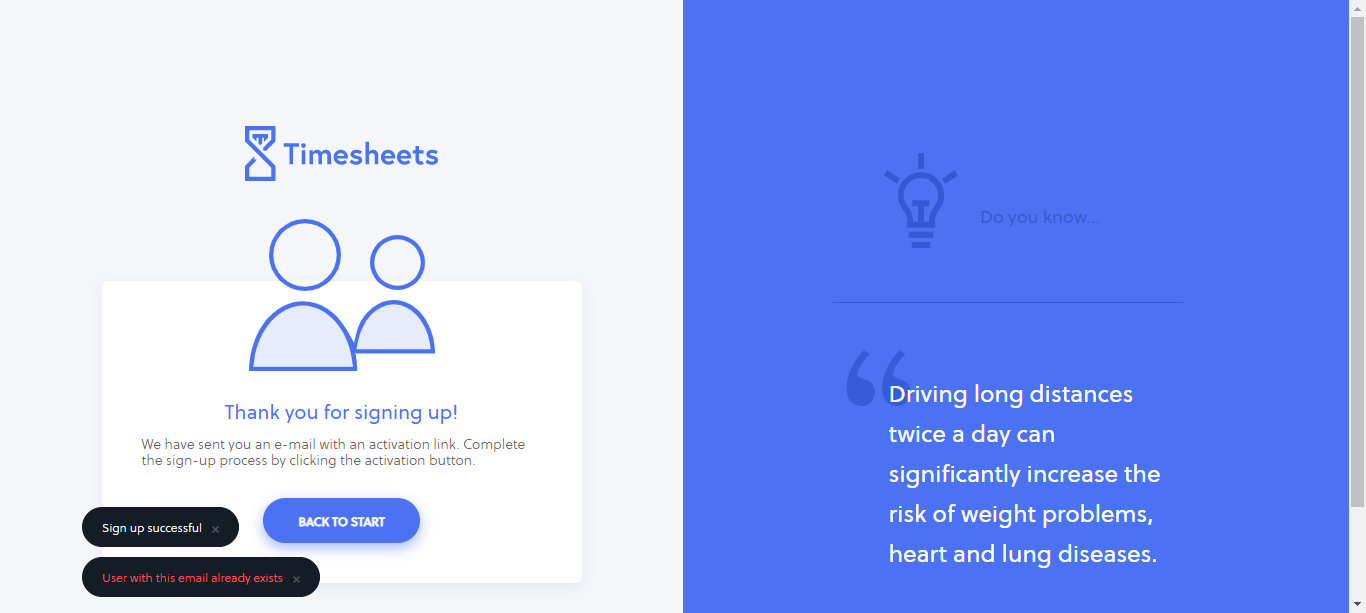 Timesheets
Thank you for signing up!
We have sent you an e-mail with an activation link. Complete
the sign-up process by clicking the activation button.
BACK TO START
Sign up successful ×
User with this email already exists ×
Do you know...
“
Driving long distances
twice a day can
significantly increase the
risk of weight problems,
heart and lung diseases.